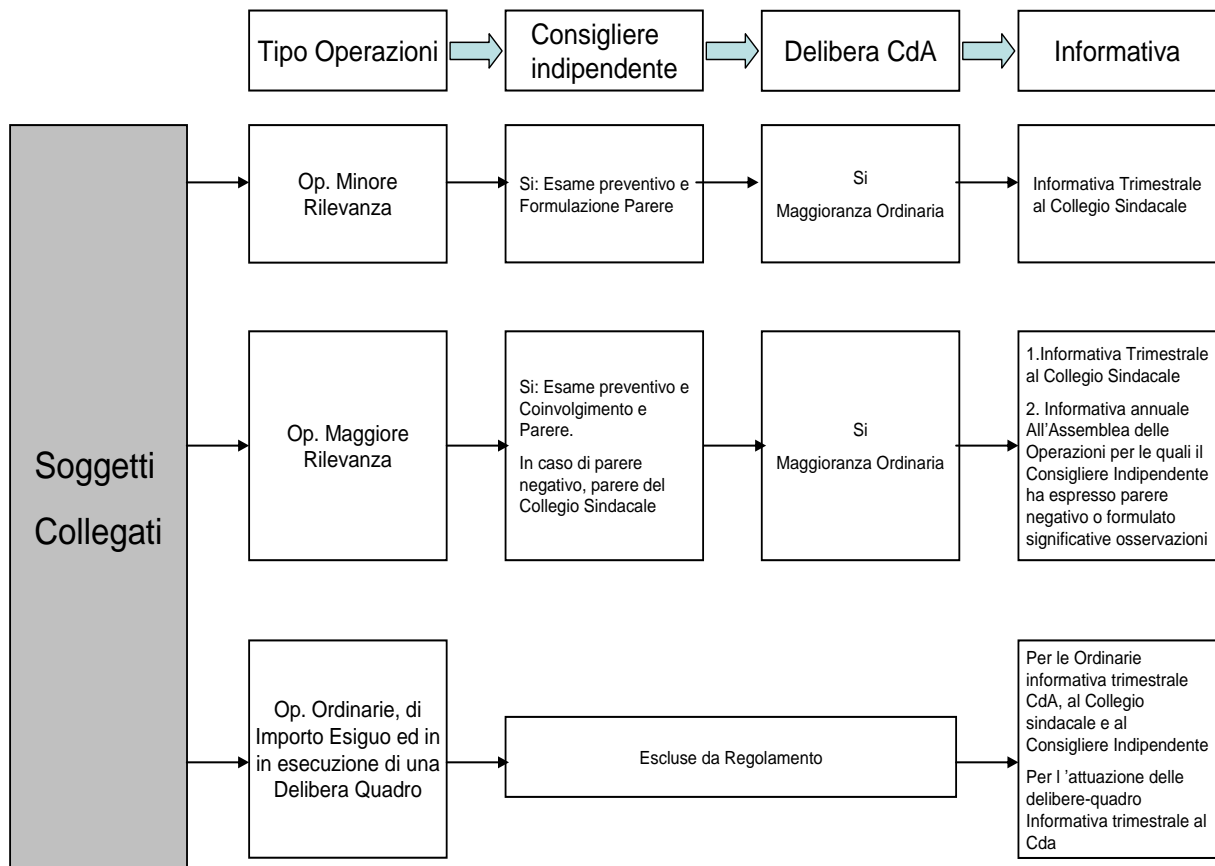 Tipo Operazioni
Consigliere
indipendente
Delibera CdA
Informativa
Soggetti
Collegati
Op. Minore
Rilevanza
Si: Esame preventivo e
Formulazione Parere
Si
Maggioranza Ordinaria
Informativa Trimestrale
al Collegio Sindacale
Op. Maggiore
Rilevanza
Si: Esame preventivo e
Coinvolgimento e
Parere.
In caso di parere
negativo, parere del
Collegio Sindacale
Si
Maggioranza Ordinaria
1.Informativa Trimestrale
al Collegio Sindacale
2. Informativa annuale
All'Assemblea delle
Operazioni per le quali il
Consigliere Indipendente
ha espresso parere
negativo o formulato
significative osservazioni
Op. Ordinarie, di
Importo Esiguo ed in
in esecuzione di una
Delibera Quadro
Escluse da Regolamento
Per le Ordinarie
informativa trimestrale
CdA, al Collegio
sindacale e al
Consigliere Indipendente
Per l 'attuazione delle
delibere-quadro
Informativa trimestrale al
Cda